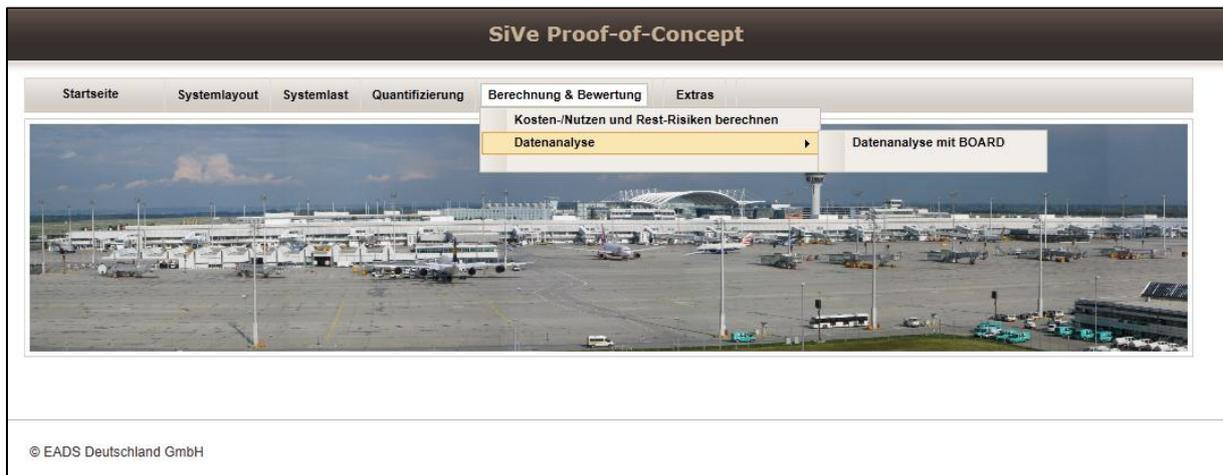 SiVe Proof-of-Concept
Startseite Systemlayout Systemlast Quantifizierung Berechnung & Bewertung Extras
Kosten-/Nutzen und Rest-Risiken berechnen
Datenanalyse Datenanalyse mit BOARD
© EADS Deutschland GmbH